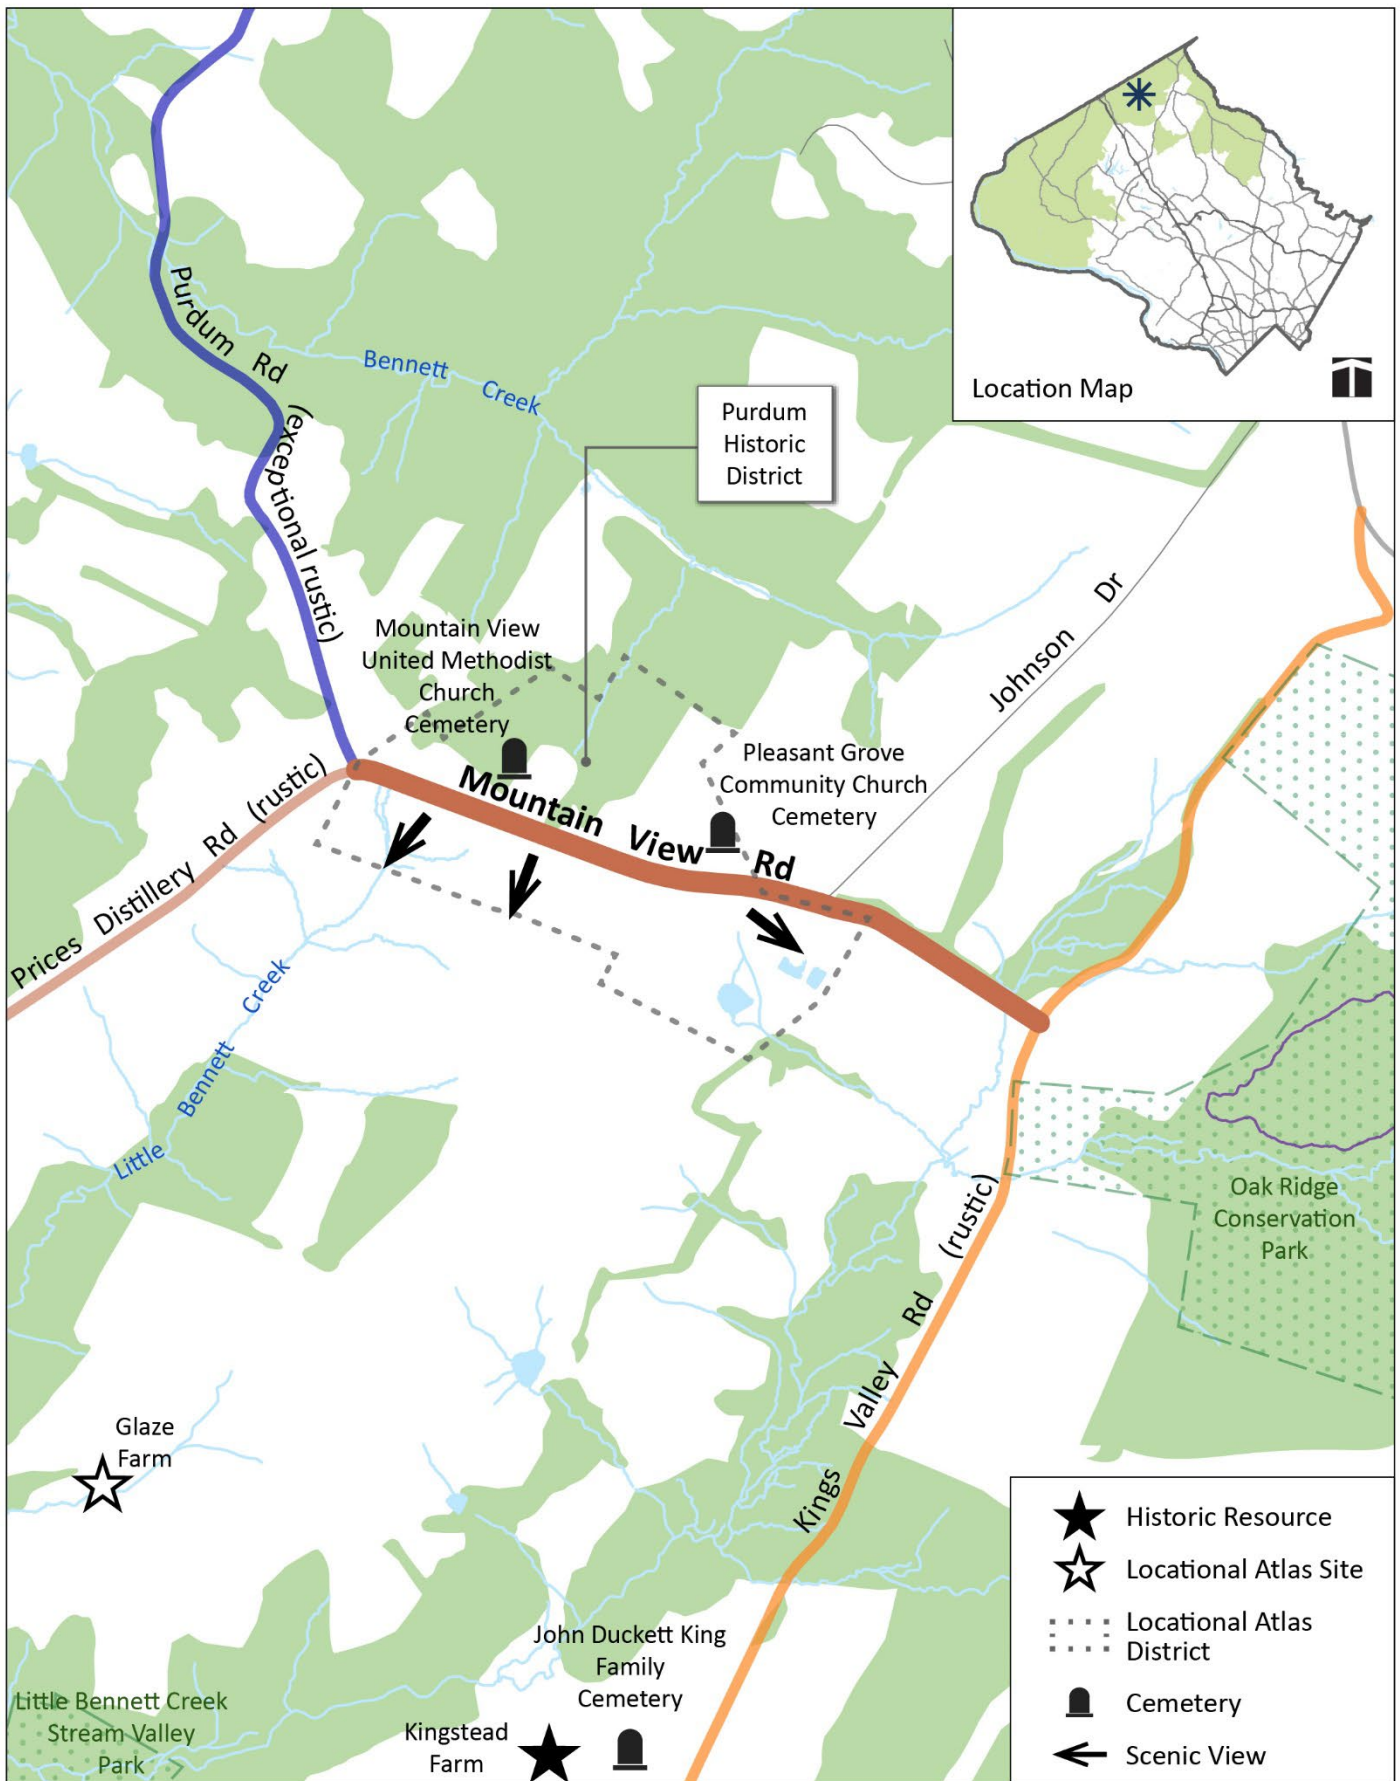 Location Map
Purdum Rd (exceptional rustic)
Bennett Creek
Purdum
Historic
District
Johnson Dr
Mountain View
United Methodist
Church
Cemetery
Pleasant Grove
Community Church
Cemetery
Mountain View Rd
Prices Distillery Rd (rustic)
Little Bennett Creek
Oak Ridge
Conservation
Park
Kings Valley Rd (rustic)
Glaze
Farm
John Duckett King
Family
Cemetery
Kingstead
Farm
Little Bennett Creek
Stream Valley
Park
Historic Resource
Locational Atlas Site
Locational Atlas
District
Cemetery
Scenic View